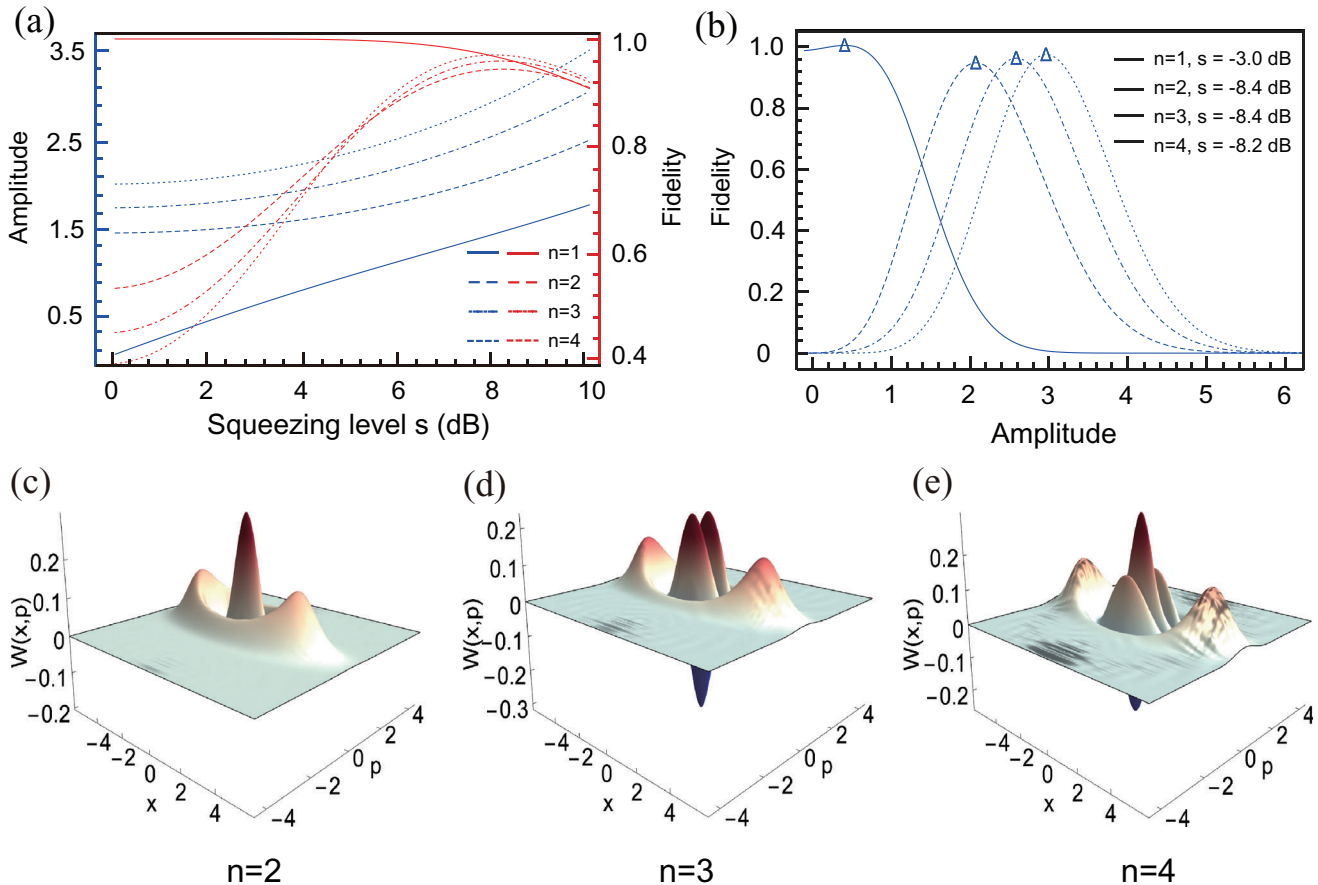 (a)
3.5
2.5
1.5
0.5
Amplitude
1.0
0.8
0.6
0.4
Fidelity
n=1
n=2
n=3
n=4
0 2 4 6 8 10
Squeezing level s (dB)
(b)
1.0
0.8
0.6
0.4
0.2
0
Fidelity
n=1, s = -3.0 dB
n=2, s = -8.4 dB
n=3, s = -8.4 dB
n=4, s = -8.2 dB
0 1 2 3 4 5 6
Amplitude
(c)
0.2
0.1
0
-0.1
-0.2
W(x,p)
-4
-2
0
2
4
x
-4
-2
0
2
4
p
n=2
(d)
0.2
0.1
0
-0.1
-0.2
-0.3
W(x,p)
-4
-2
0
2
4
x
-4
-2
0
2
4
p
n=3
(e)
0.2
0.1
0
-0.1
-0.2
W(x,p)
-4
-2
0
2
4
x
-4
-2
0
2
4
p
n=4